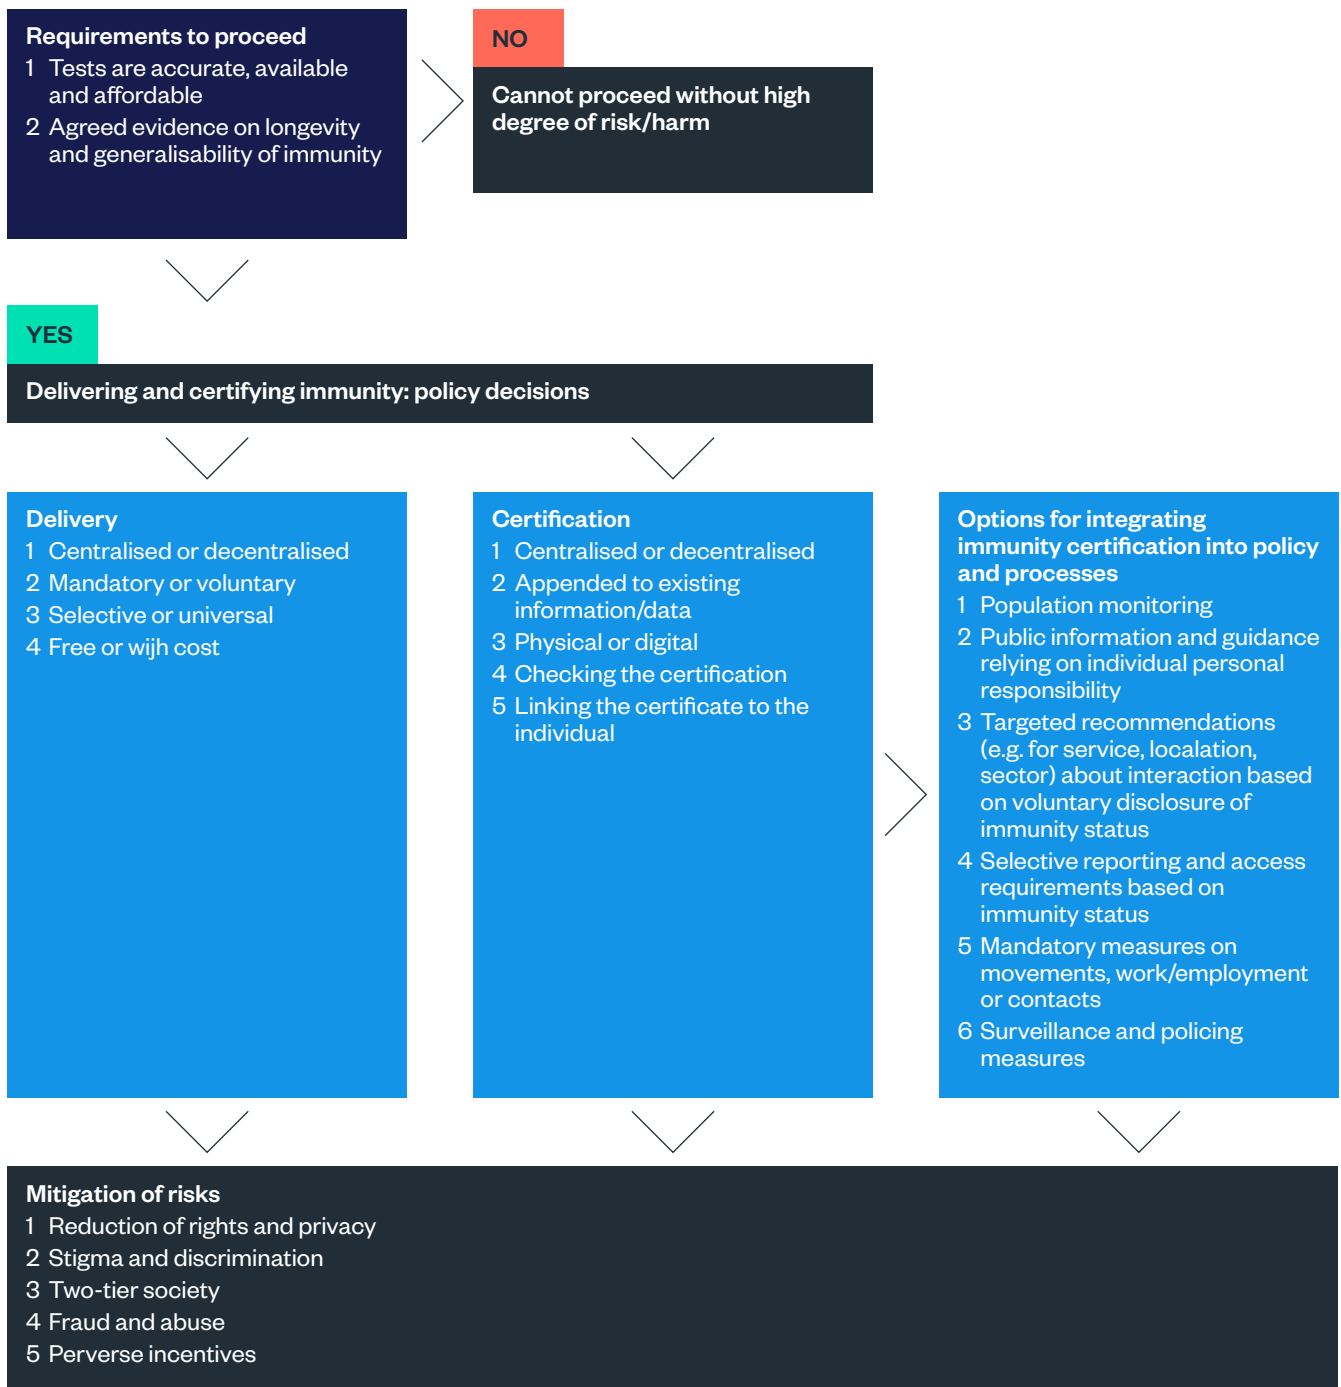 Requirements to proceed
1 Tests are accurate, available
and affordable
2 Agreed evidence on longevity
and generalisability of immunity
NO
Cannot proceed without high
degree of risk/harm
YES
Delivering and certifying immunity: policy decisions
Delivery
1 Centralised or decentralised
2 Mandatory or voluntary
3 Selective or universal
4 Free or wijh cost
Certification
1 Centralised or decentralised
2 Appended to existing
information/data
3 Physical or digital
4 Checking the certification
5 Linking the certificate to the
individual
Options for integrating
immunity certification into policy
and processes
1 Population monitoring
2 Public information and guidance
relying on individual personal
responsibility
3 Targeted recommendations
(e.g. for service, localation,
sector) about interaction based
on voluntary disclosure of
immunity status
4 Selective reporting and access
requirements based on
immunity status
5 Mandatory measures on
movements, work/employment
or contacts
6 Surveillance and policing
measures
Mitigation of risks
1 Reduction of rights and privacy
2 Stigma and discrimination
3 Two-tier society
4 Fraud and abuse
5 Perverse incentives